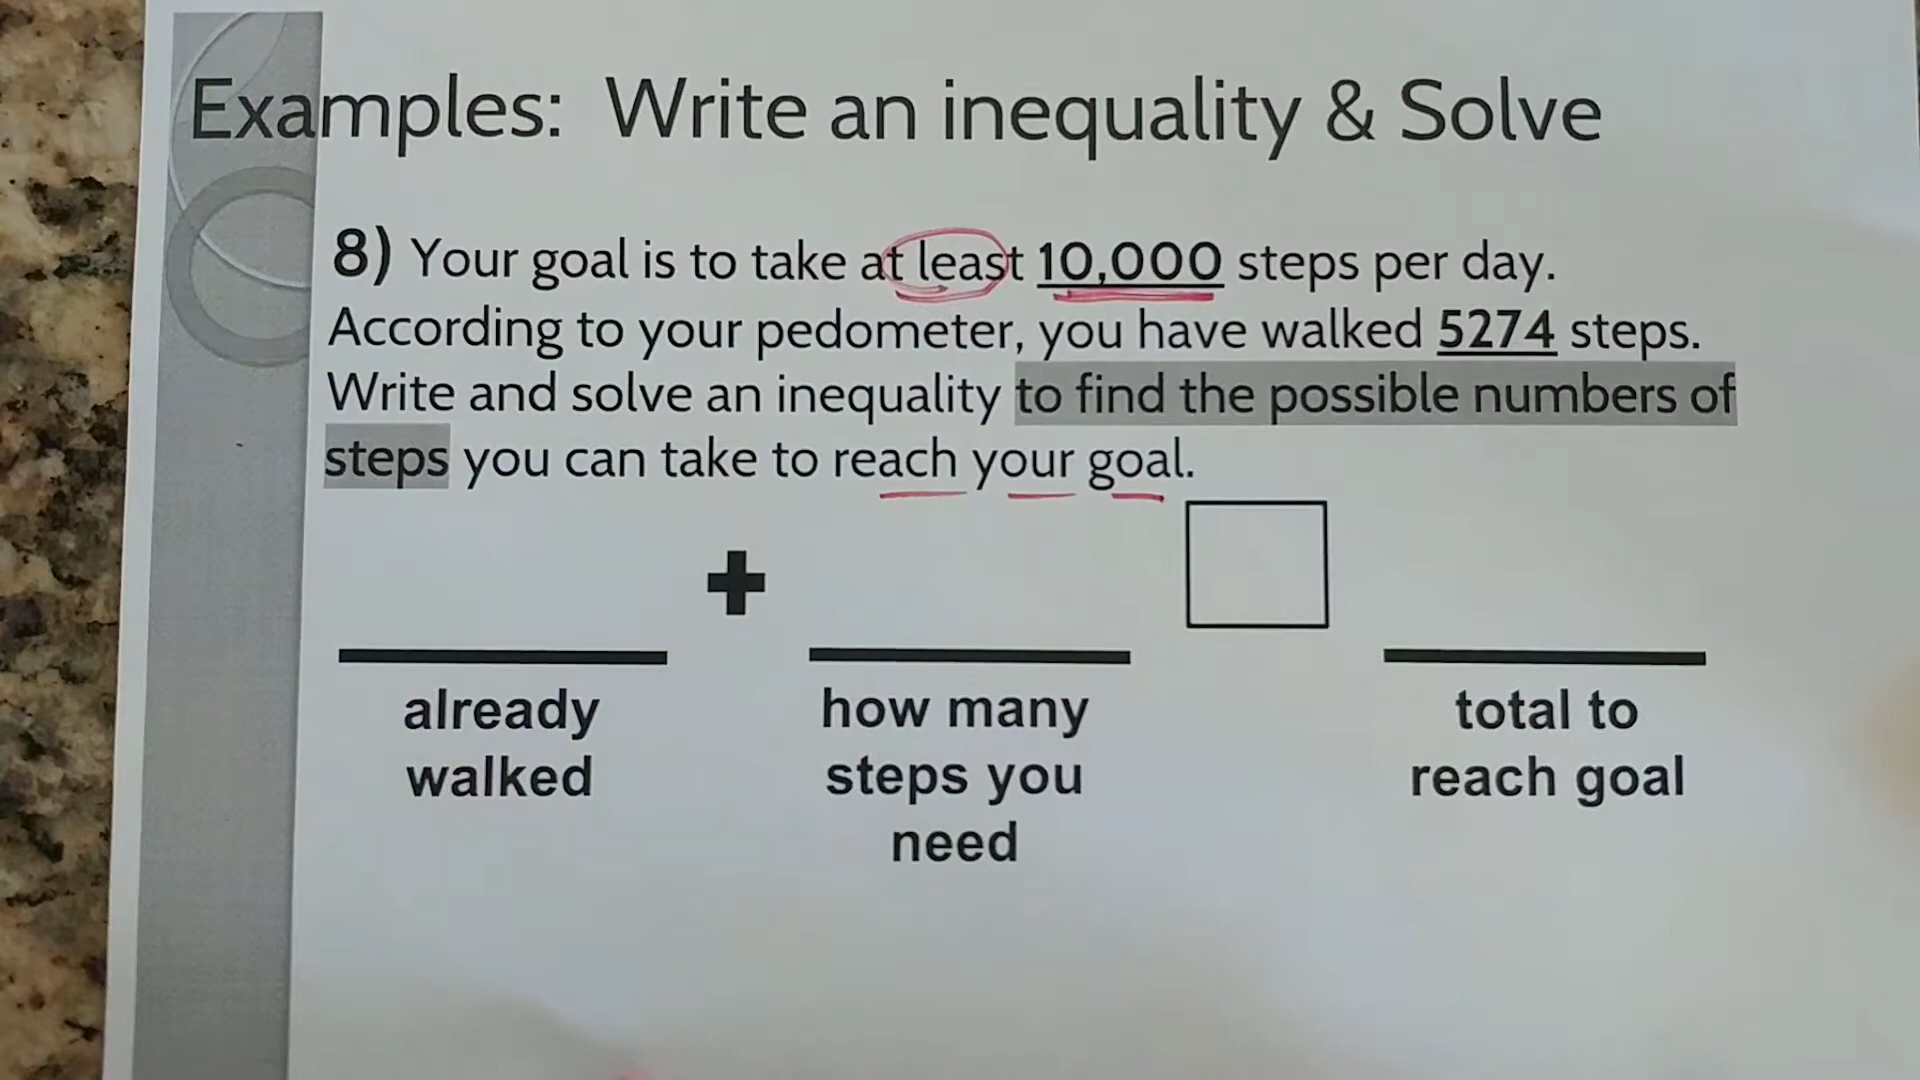 Examples: Write an inequality & Solve
8) Your goal is to take at least 10,000 steps per day.
According to your pedometer, you have walked 5274 steps.
Write and solve an inequality to find the possible numbers of
steps you can take to reach your goal.
+
already
walked
how many
steps you
need
total to
reach goal